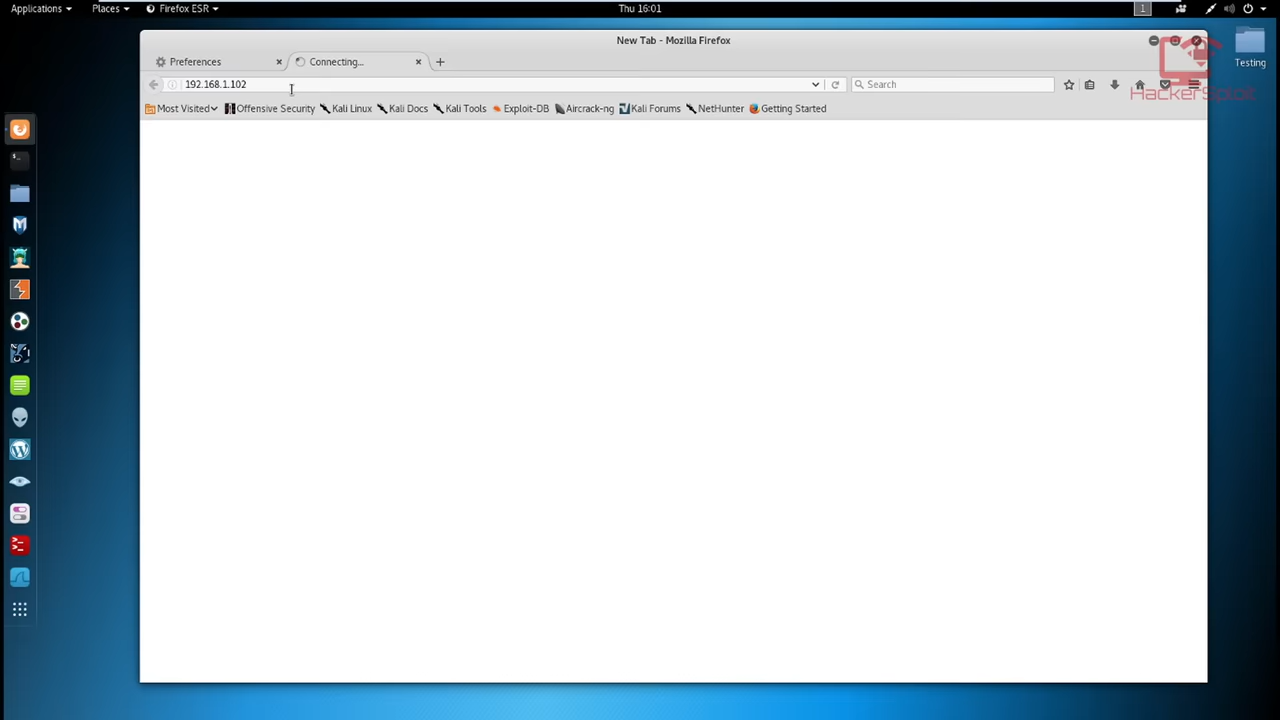 Applications Places Firefox ESR Thu 16:01 1
New Tab - Mozilla Firefox
Preferences Connecting...
192.168.1.102 Search
Most Visited Offensive Security Kali Linux Kali Docs Kali Tools Exploit-DB Aircrack-ng Kali Forums NetHunter Getting Started
HackerSploit
Testing